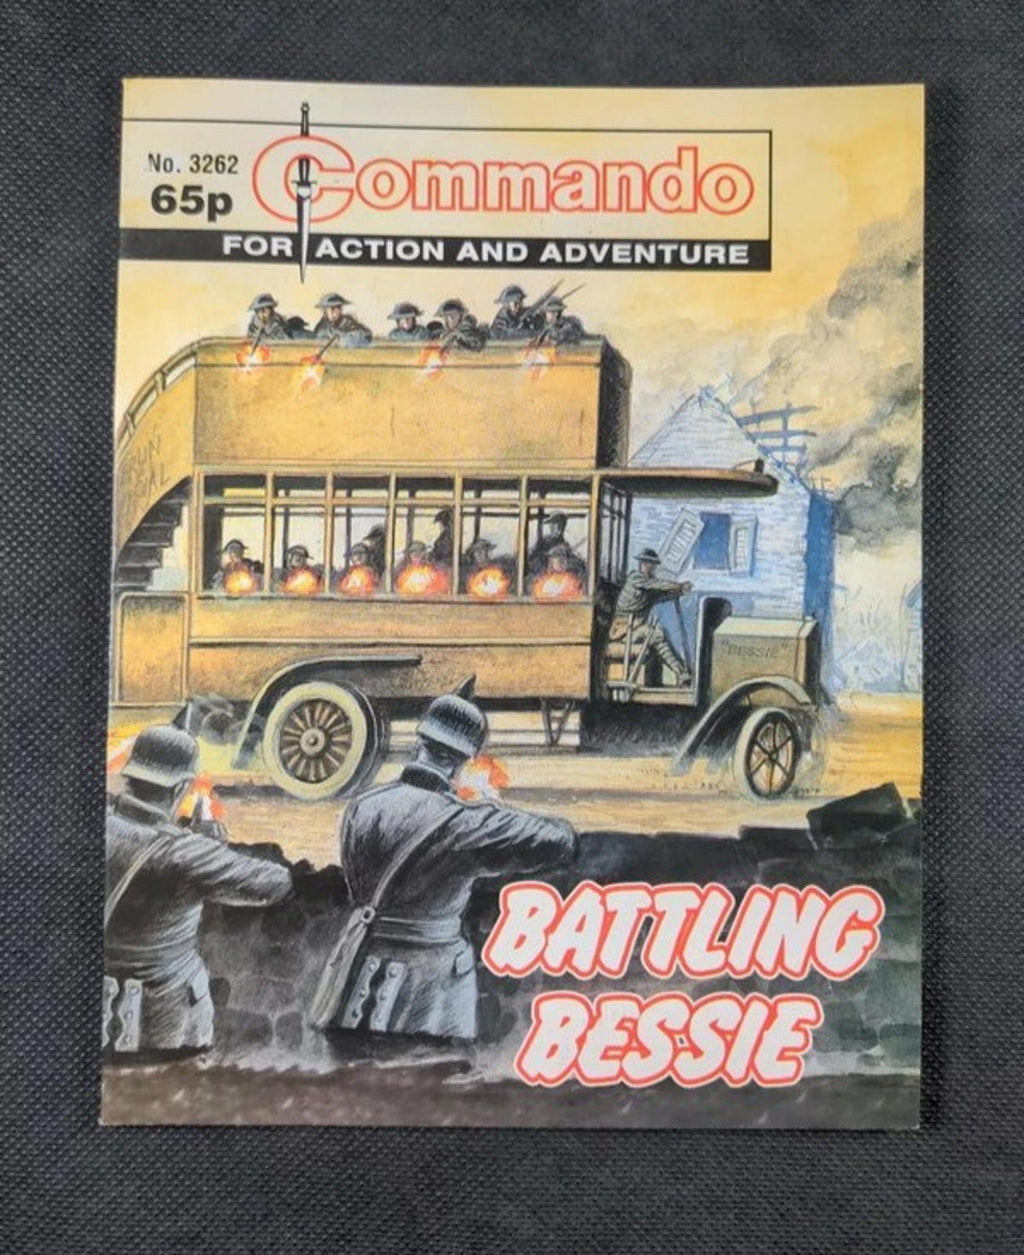 No. 3262
65p
Commando
FOR ACTION AND ADVENTURE
"BESSIE"
BATTLING
BESSIE